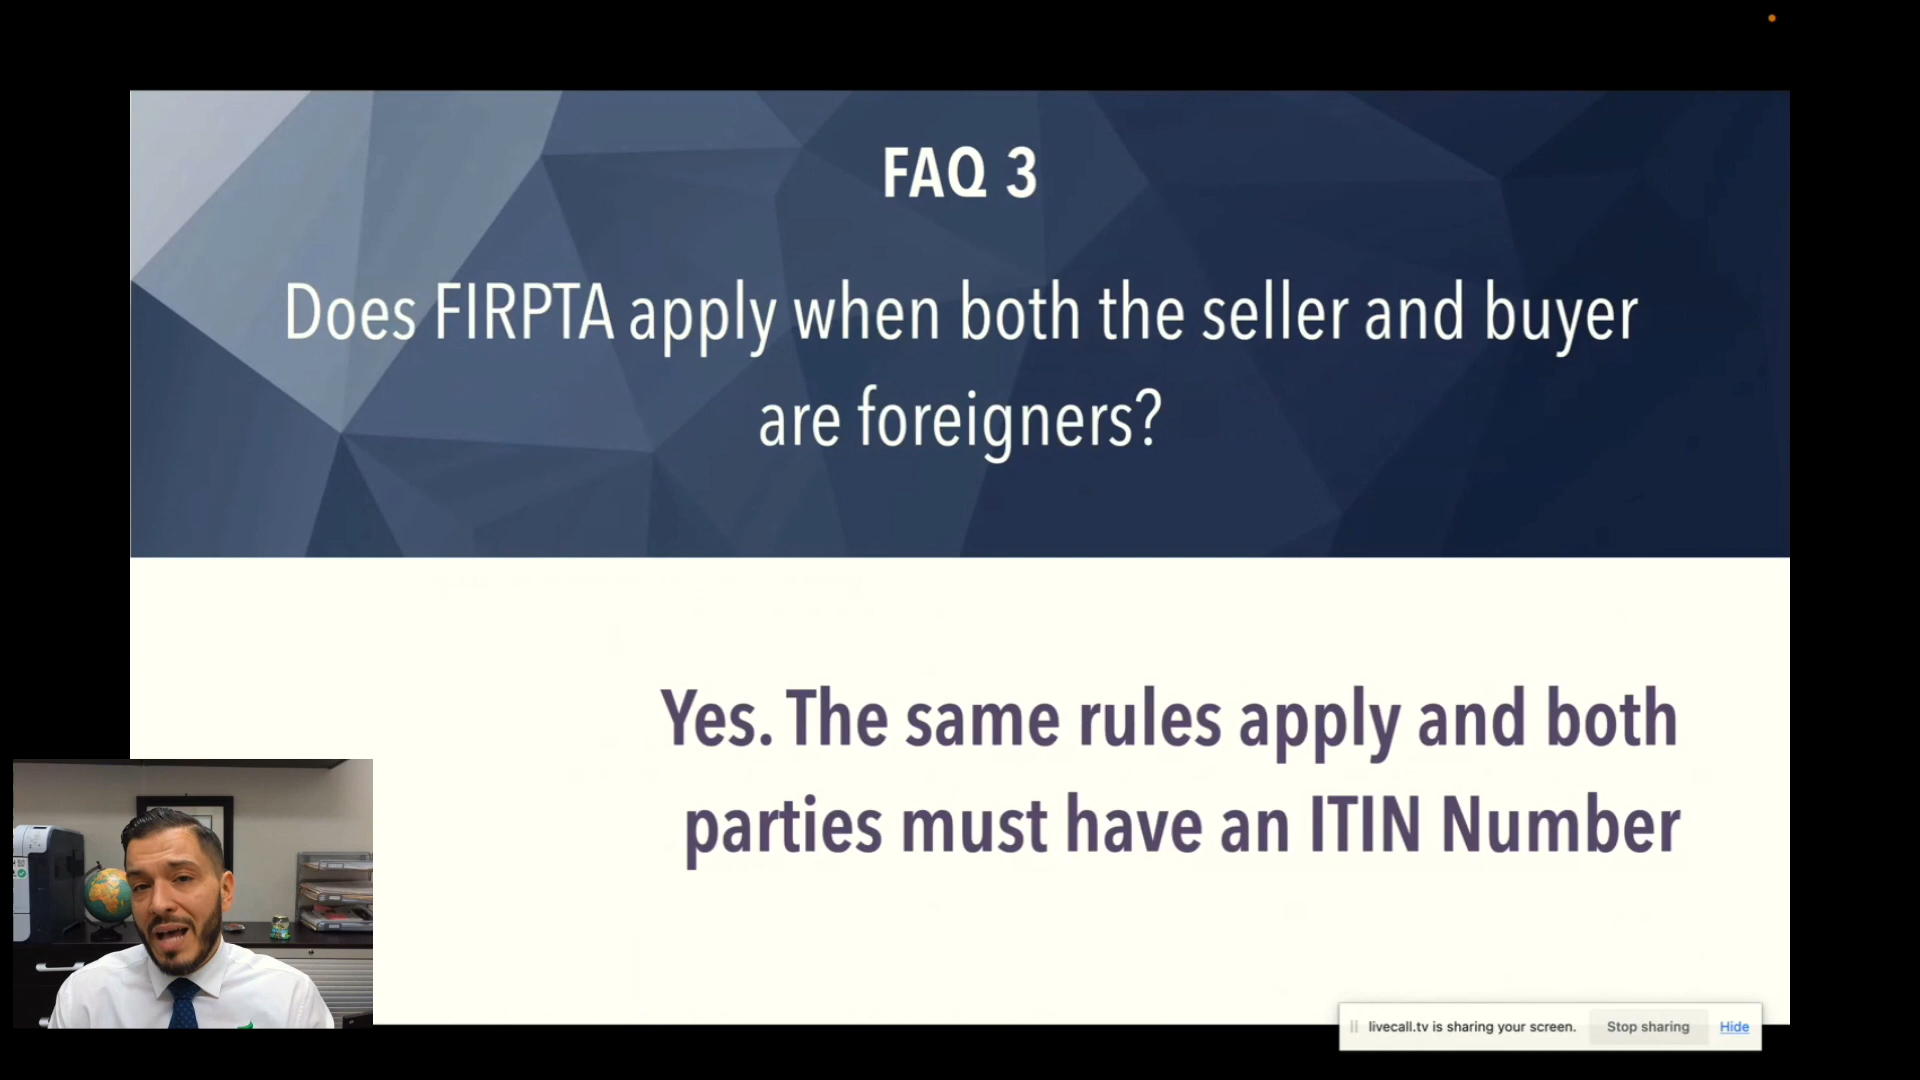 FAQ 3
Does FIRPTA apply when both the seller and buyer
are foreigners?
Yes. The same rules apply and both
parties must have an ITIN Number
livecall.tv is sharing your screen. Stop sharing Hide